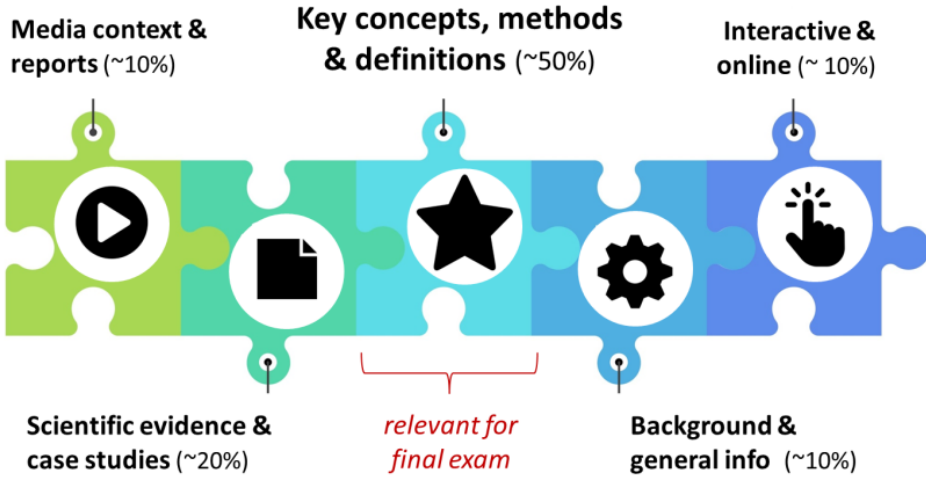 Media context &
reports (~10%)
Key concepts, methods
& definitions (~50%)
Interactive &
online (~ 10%)
Scientific evidence &
case studies (~20%)
relevant for
final exam
Background &
general info (~10%)